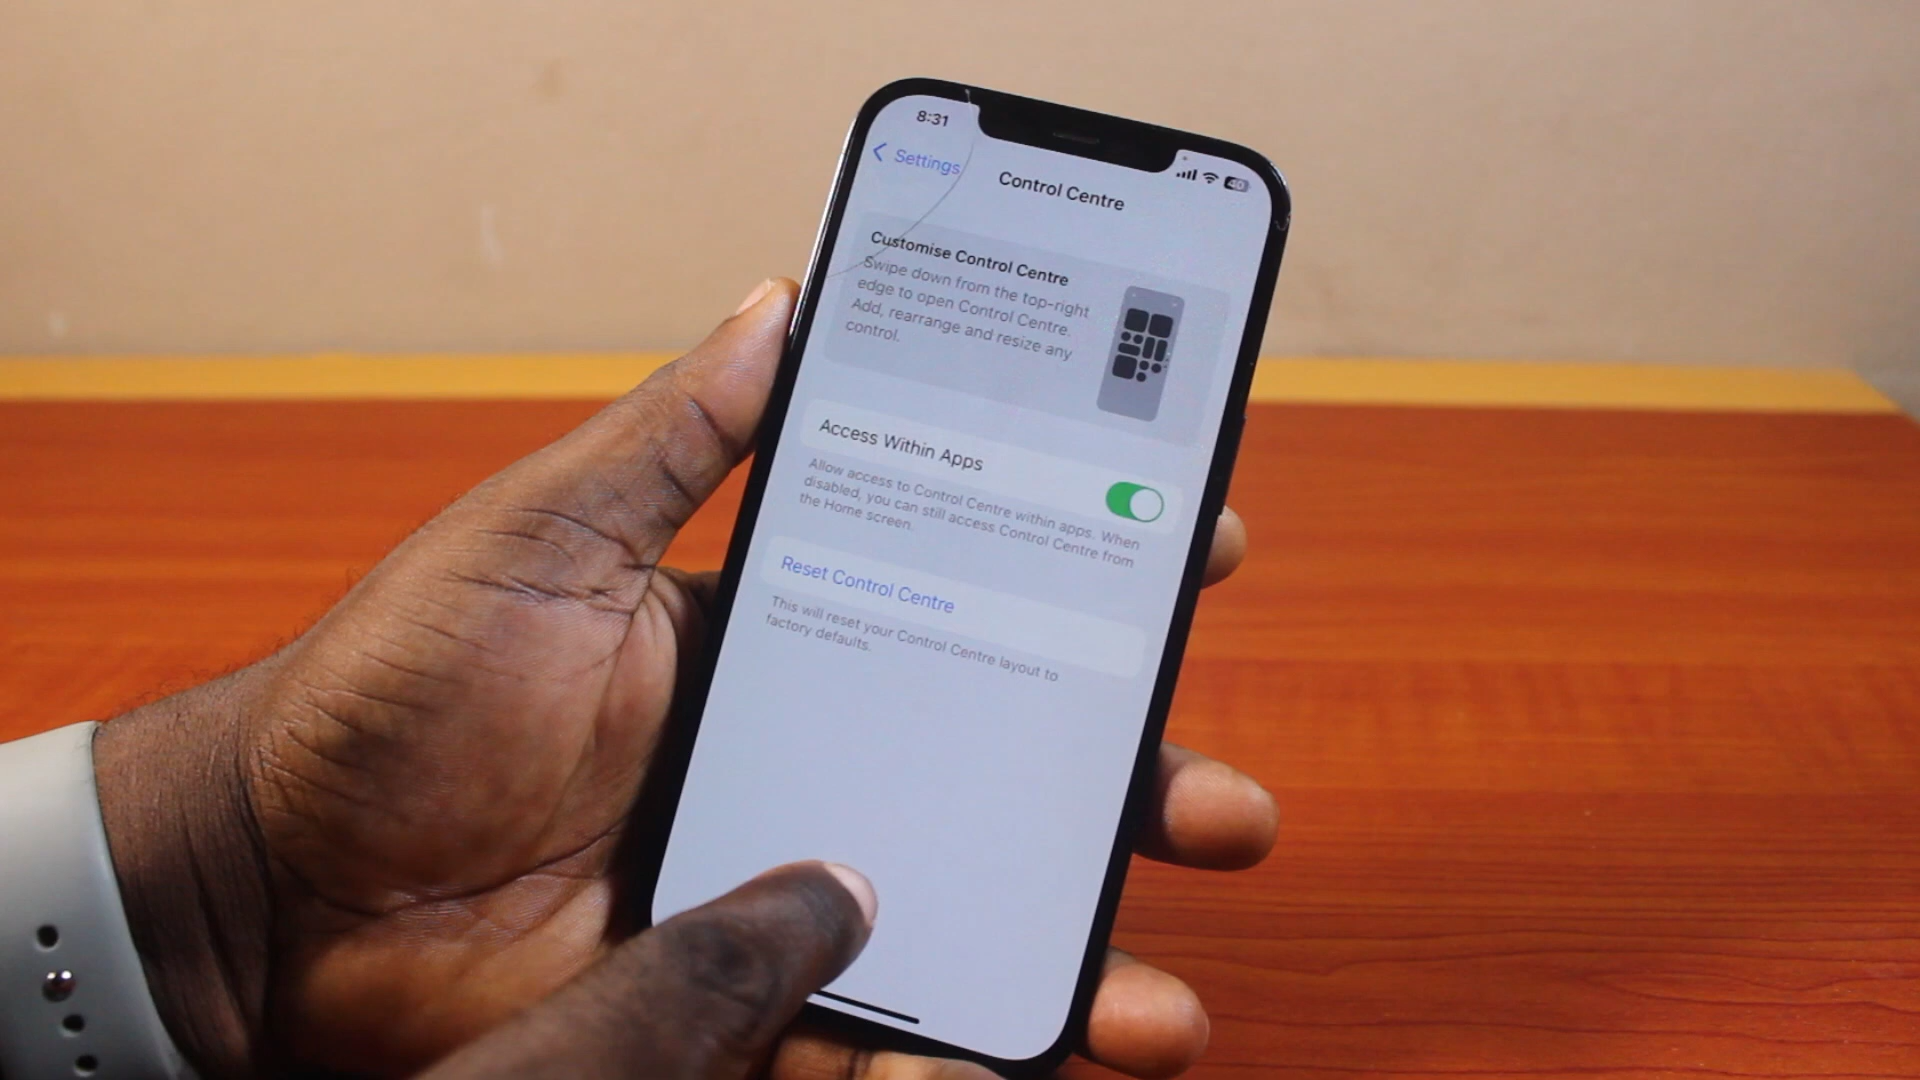 8:31
40
Settings
Control Centre
Customise Control Centre
Swipe down from the top-right
edge to open Control Centre.
Add, rearrange and resize any
control.
Access Within Apps
Allow access to Control Centre within apps. When
disabled, you can still access Control Centre from
the Home screen.
Reset Control Centre
This will reset your Control Centre layout to
factory defaults.